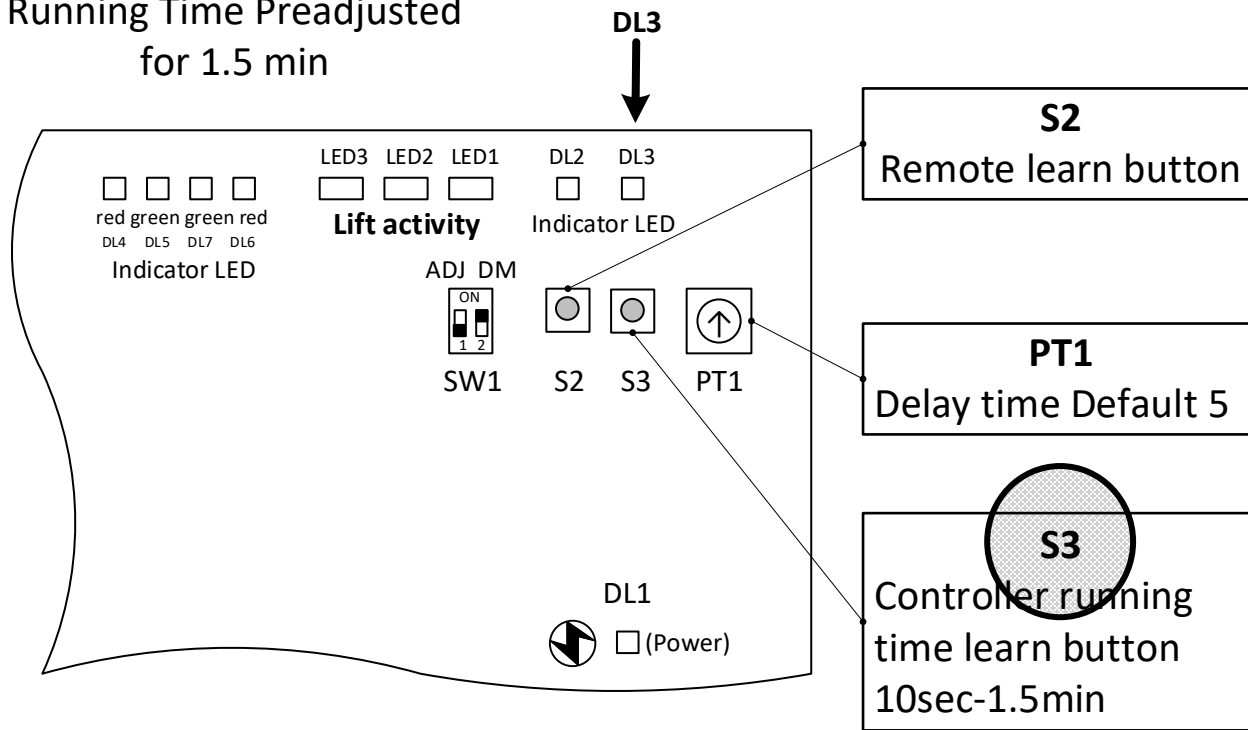 Running Time Preadjusted
for 1.5 min
DL3
S2
Remote learn button
LED3 LED2 LED1 DL2 DL3
red green green red
Lift activity
Indicator LED
DL4 DL5 DL7 DL6
Indicator LED
ADJ DM
ON
1 2
SW1 S2 S3 PT1
PT1
Delay time Default 5
S3
Controller running
time learn button
10sec-1.5min
DL1
(Power)